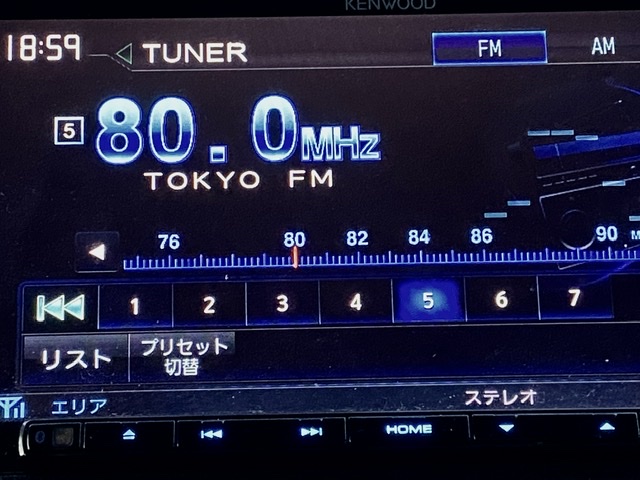 KENWOOD
18:59 TUNER FM AM
5 80.0MHz
TOKYO FM
76 80 82 84 86 90 M
1 2 3 4 5 6 7
リスト プリセット
切替
エリア ステレオ
HOME